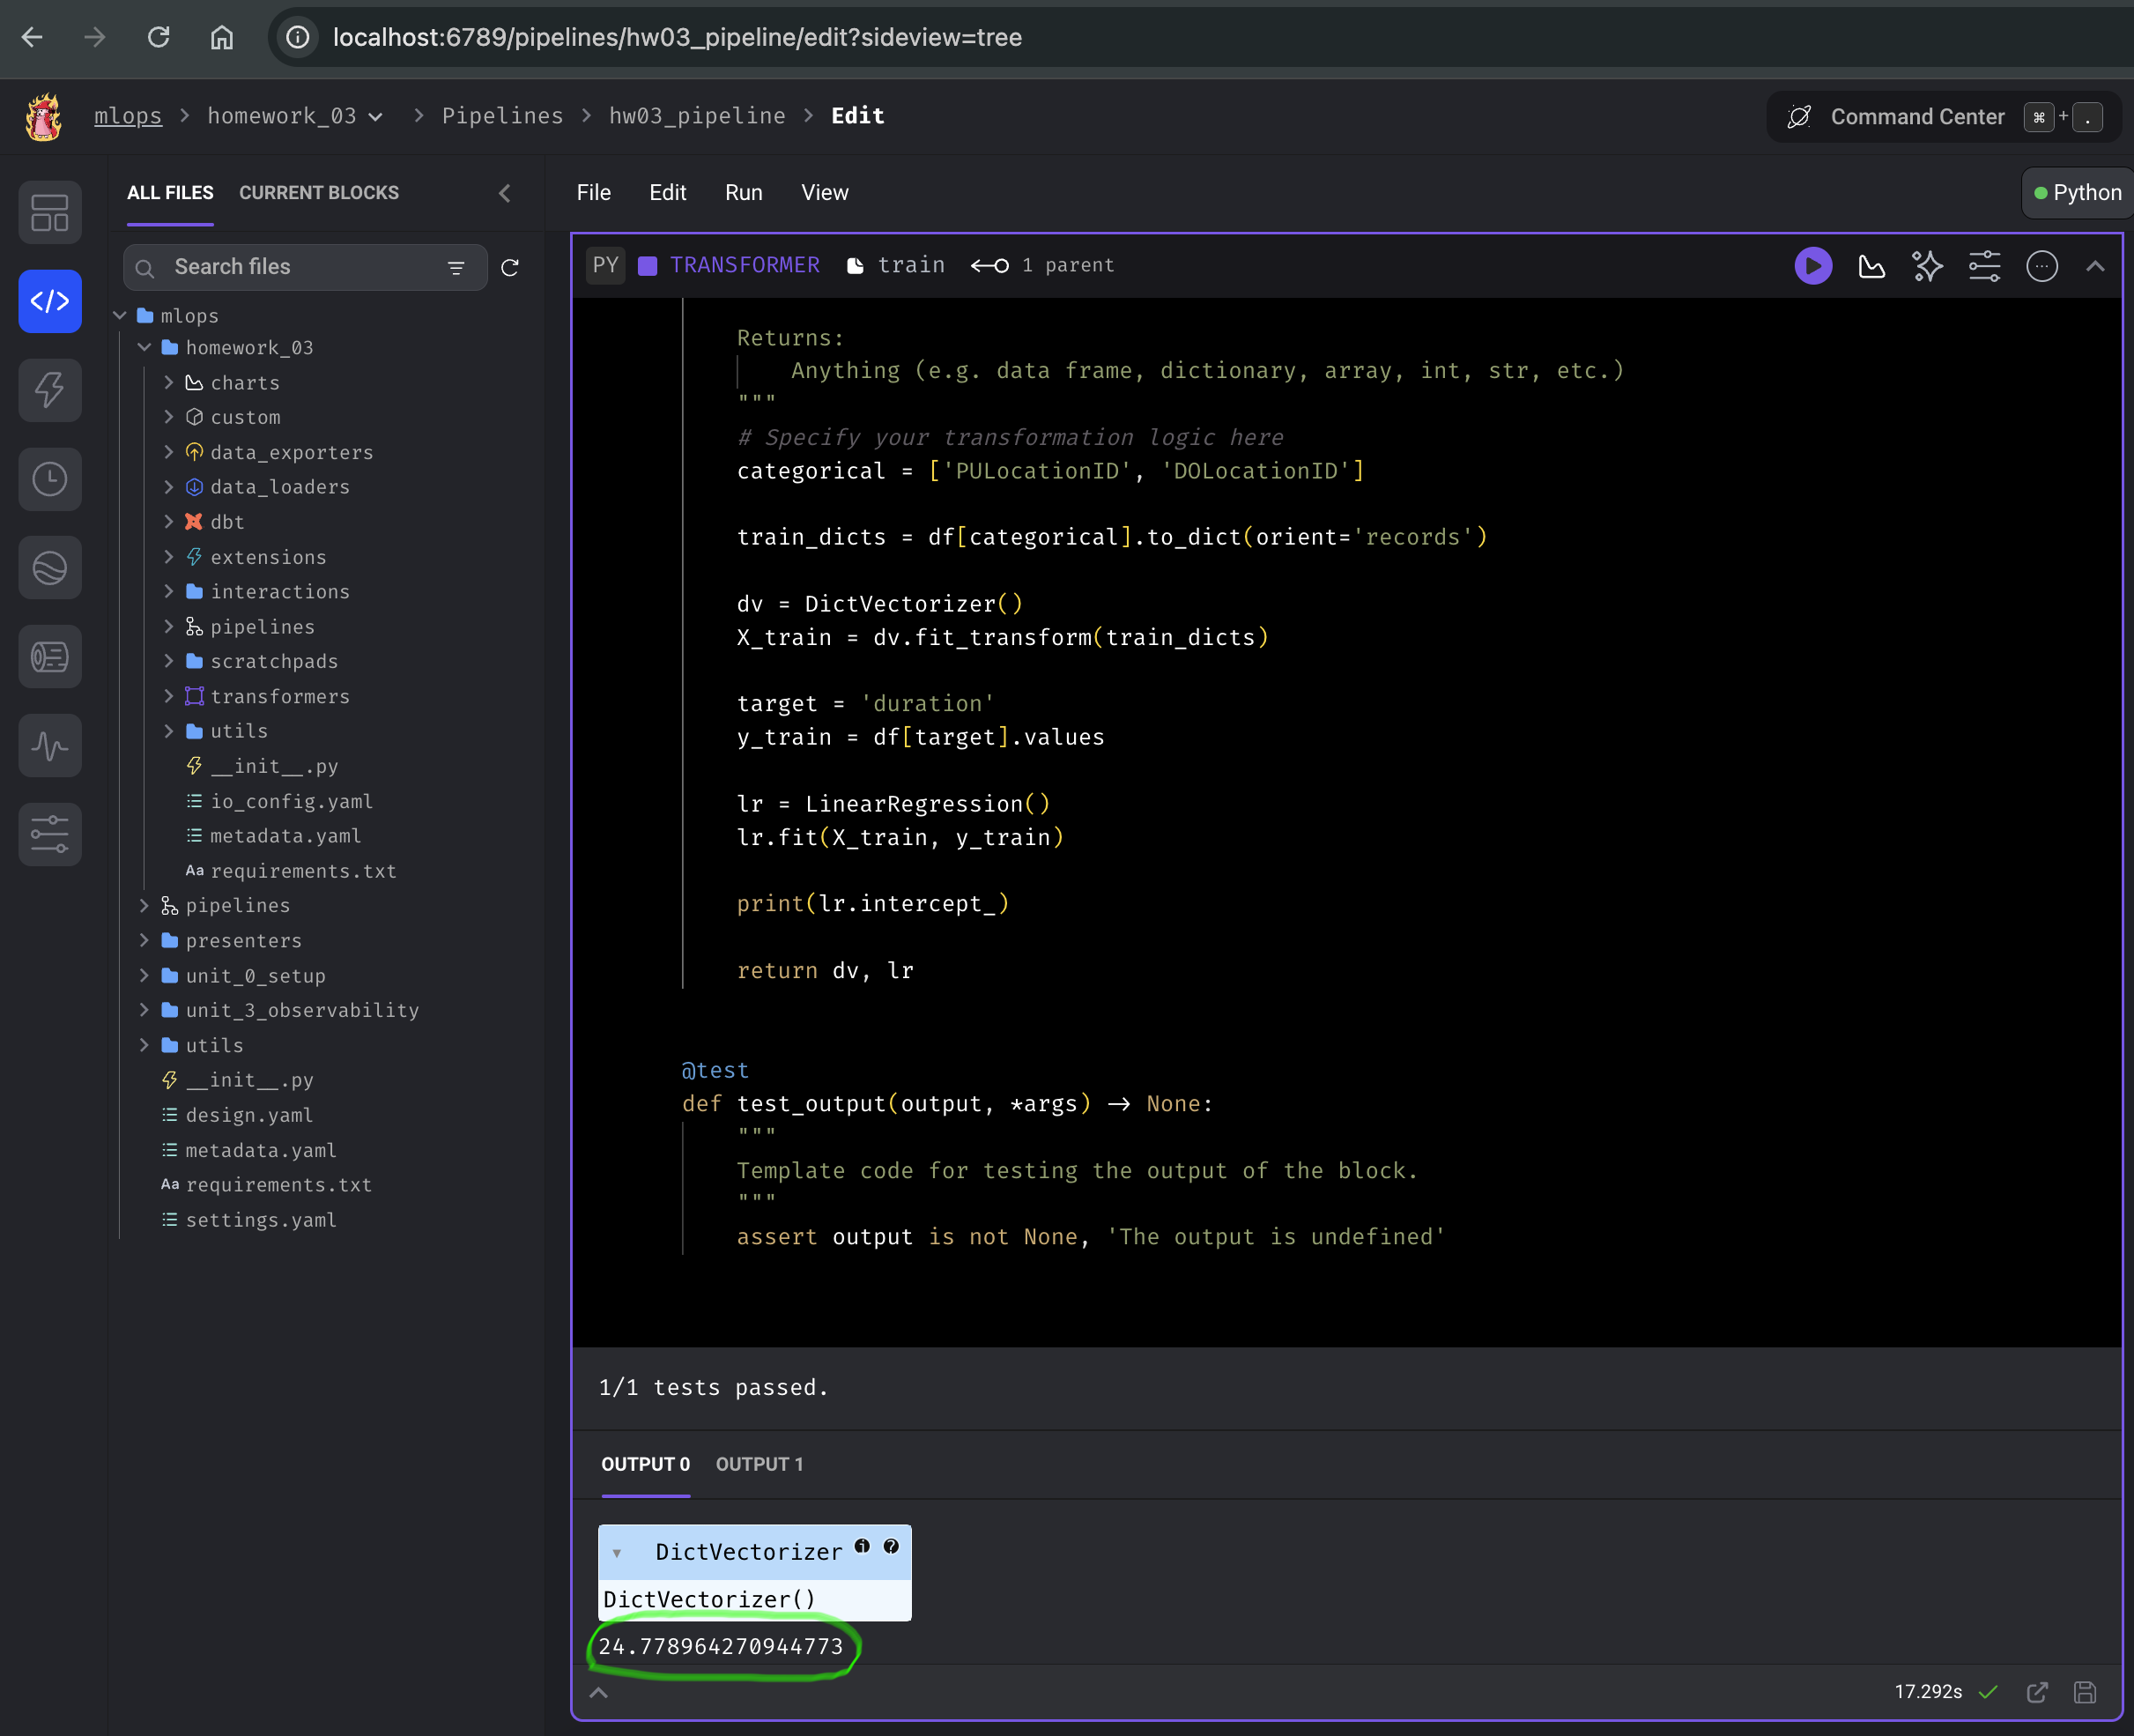 localhost:6789/pipelines/hw03_pipeline/edit?sideview=tree
mlops > homework_03 > Pipelines > hw03_pipeline > Edit
Command Center ⌘ + .
ALL FILES CURRENT BLOCKS
File Edit Run View
Python
Search files
PY TRANSFORMER train 1 parent
mlops
homework_03
charts
custom
data_exporters
data_loaders
dbt
extensions
interactions
pipelines
scratchpads
transformers
utils
__init__.py
io_config.yaml
metadata.yaml
Aa requirements.txt
pipelines
presenters
unit_0_setup
unit_3_observability
utils
__init__.py
design.yaml
metadata.yaml
Aa requirements.txt
settings.yaml
Returns:
Anything (e.g. data frame, dictionary, array, int, str, etc.)
"""
# Specify your transformation logic here
categorical = ['PULocationID', 'DOLocationID']
train_dicts = df[categorical].to_dict(orient='records')
dv = DictVectorizer()
X_train = dv.fit_transform(train_dicts)
target = 'duration'
y_train = df[target].values
lr = LinearRegression()
lr.fit(X_train, y_train)
print(lr.intercept_)
return dv, lr
@test
def test_output(output, *args) -> None:
"""
Template code for testing the output of the block.
"""
assert output is not None, 'The output is undefined'
1/1 tests passed.
OUTPUT 0 OUTPUT 1
DictVectorizer i ?
DictVectorizer()
24.778964270944773
17.292s